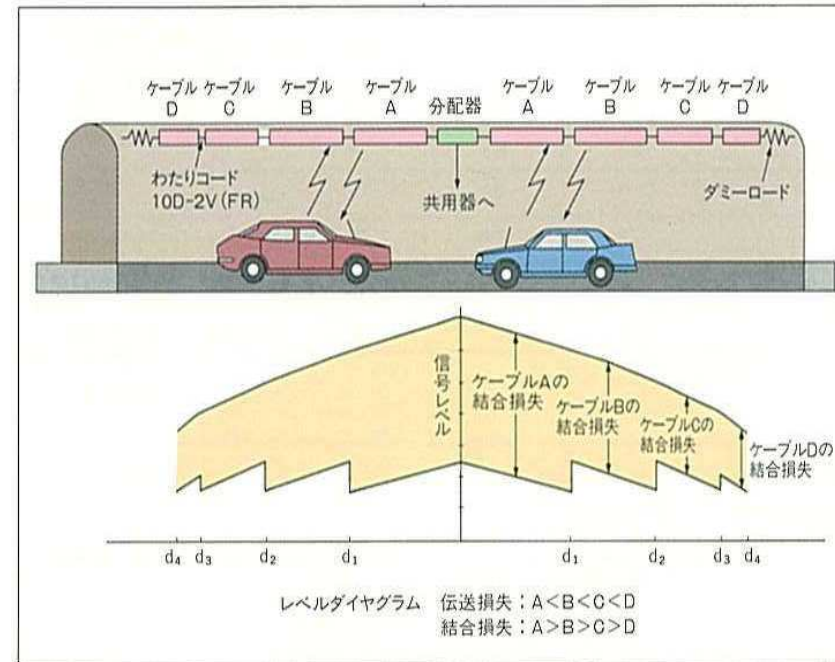 ケーブル D
ケーブル C
ケーブル B
ケーブル A
分配器
ケーブル A
ケーブル B
ケーブル C
ケーブル D
わたりコード
10D-2V(FR)
共用器へ
ダミーロード
信号レベル
ケーブルAの
結合損失
ケーブルBの
結合損失
ケーブルCの
結合損失
ケーブルDの
結合損失
d4 d3 d2 d1 d1 d2 d3 d4
レベルダイヤグラム 伝送損失：A<B<C<D
結合損失：A>B>C>D